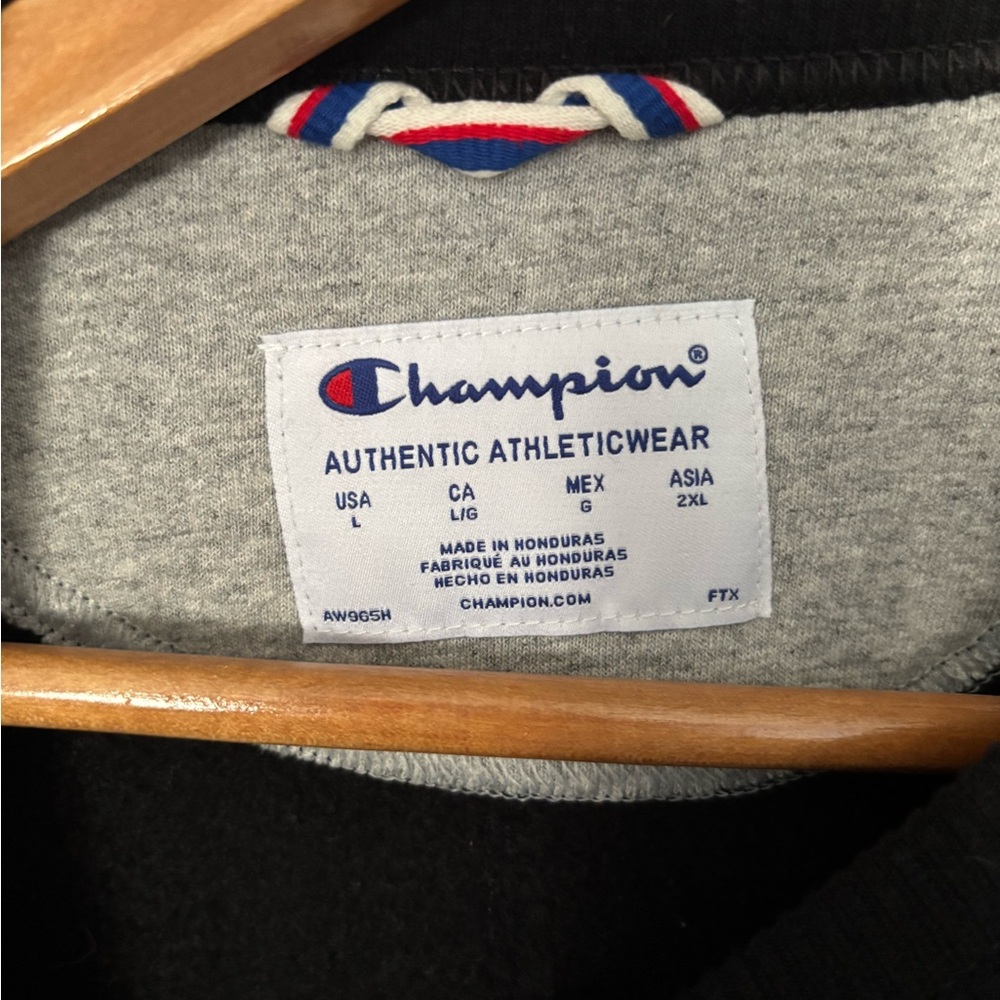 Champion®
AUTHENTIC ATHLETICWEAR
USA CA MEX ASIA
L L/G G 2XL
MADE IN HONDURAS
FABRIQUÉ AU HONDURAS
HECHO EN HONDURAS
AW965H CHAMPION.COM FTX